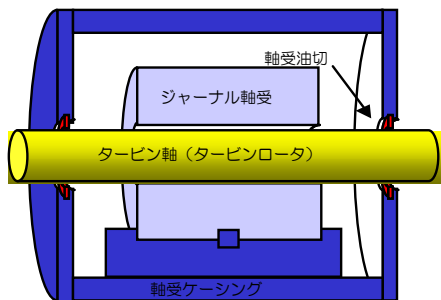 軸受油切
ジャーナル軸受
タービン軸（タービンロータ）
軸受ケーシング